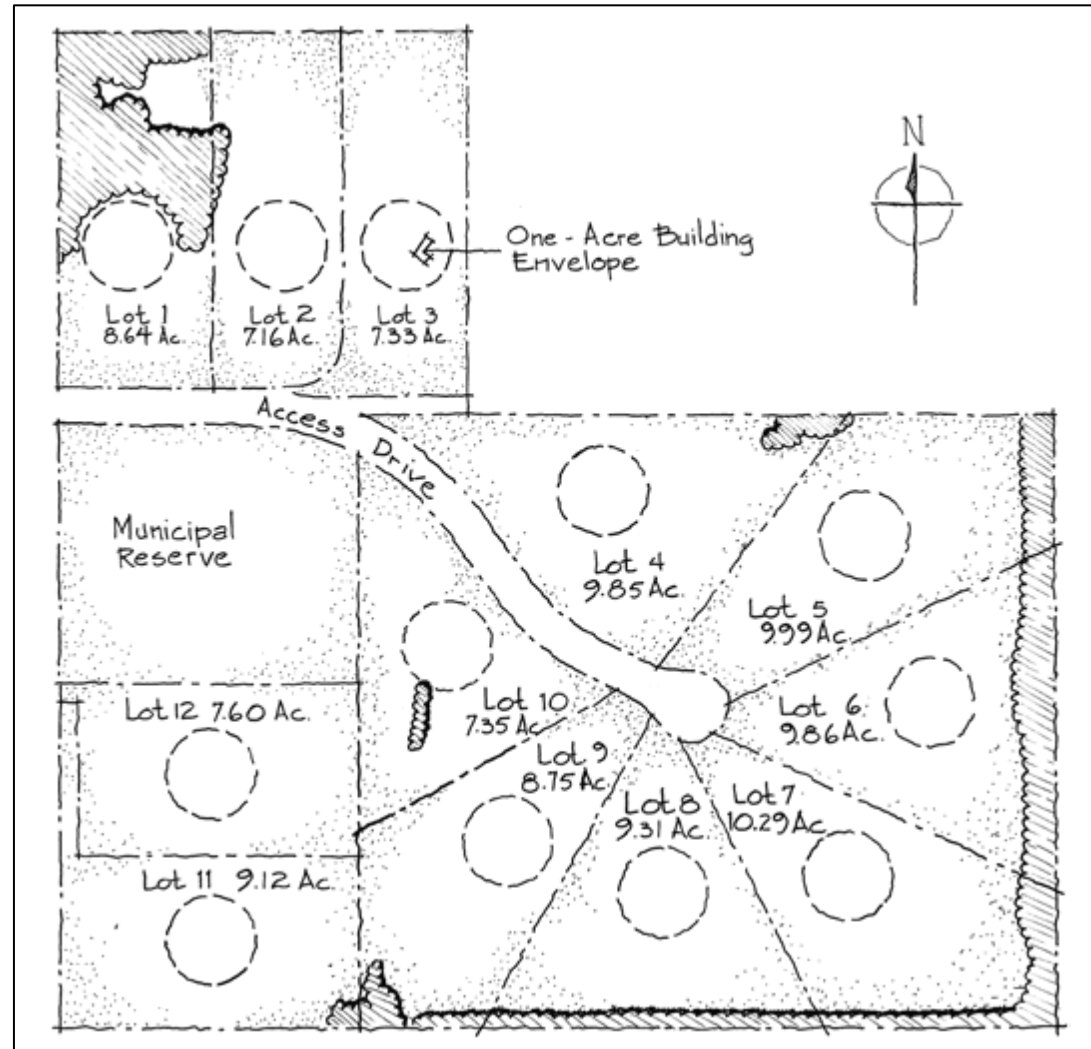 N
One-Acre Building
Envelope
Lot 1
8.64 Ac.
Lot 2
7.16 Ac.
Lot 3
7.33 Ac.
Access Drive
Municipal
Reserve
Lot 4
9.85 Ac.
Lot 5
9.99 Ac.
Lot 6
9.86 Ac.
Lot 12 7.60 Ac.
Lot 10
7.35 Ac.
Lot 9
8.75 Ac.
Lot 8
9.31 Ac.
Lot 7
10.29 Ac.
Lot 11 9.12 Ac.